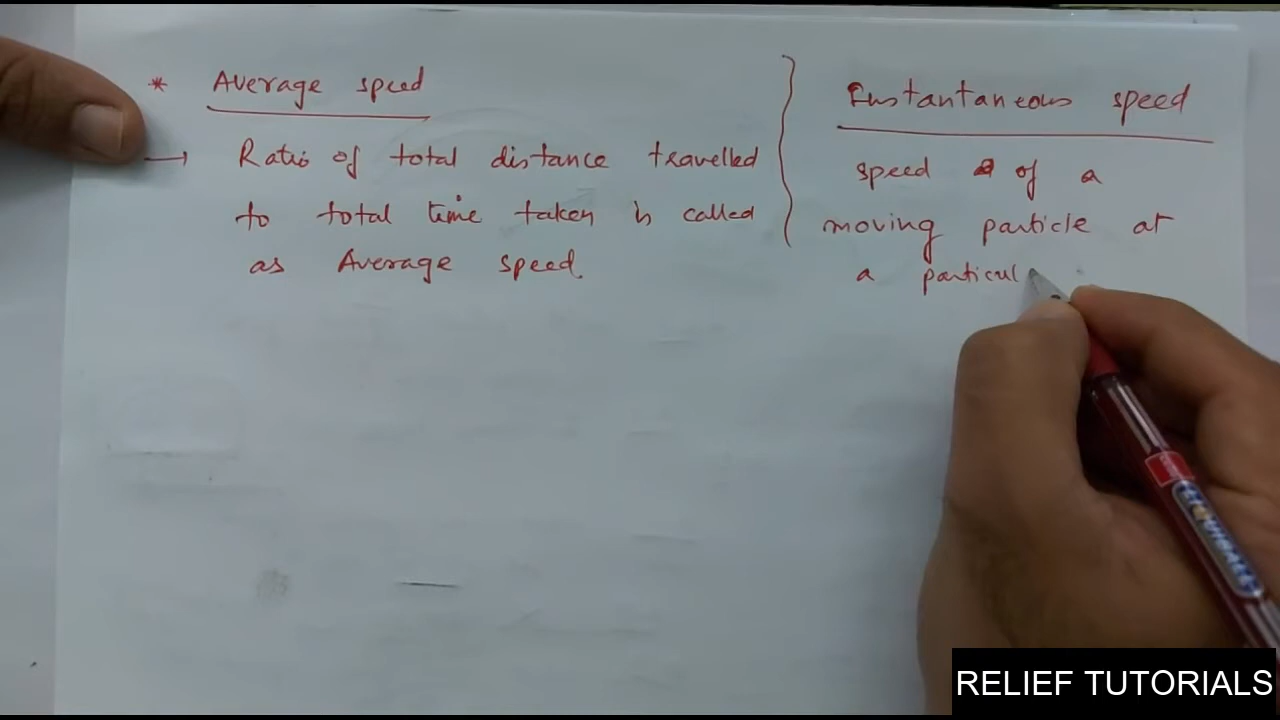 * Average speed
→ Ratio of total distance travelled
to total time taken is called
as Average speed.
Instantaneous speed
speed of a
moving particle at
a particul
RELIEF TUTORIALS